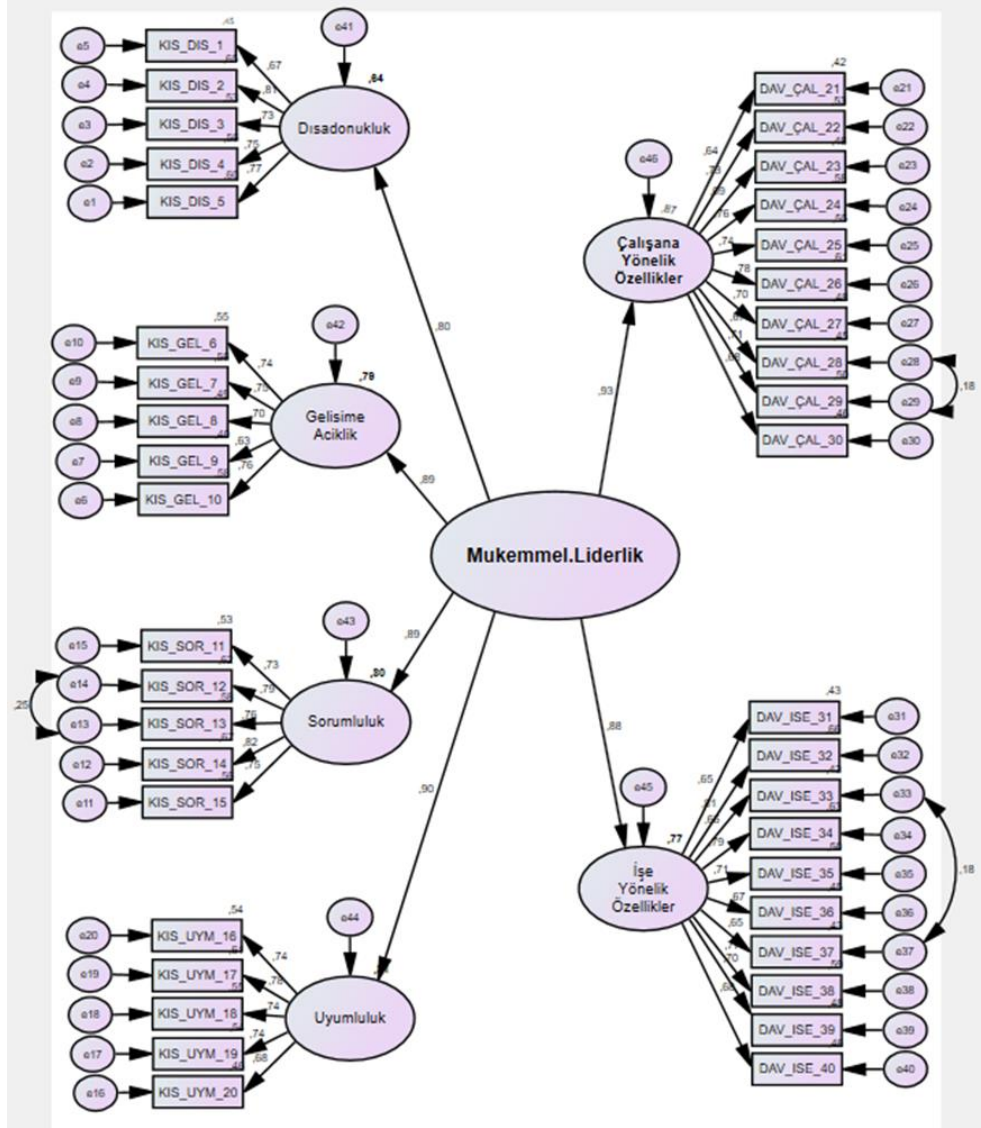 ,45
e5
KIS_DIS_1
e4
KIS_DIS_2
e3
KIS_DIS_3
e2
KIS_DIS_4
e1
KIS_DIS_5
,67
,81
,73
,75
,77
e41
,64
Dısadonukluk
,80
,55
e10
KIS_GEL_6
e9
KIS_GEL_7
e8
KIS_GEL_8
e7
KIS_GEL_9
e6
KIS_GEL_10
,74
,75
,70
,63
,76
e42
,79
Gelisime
Aciklik
,89
,53
e15
KIS_SOR_11
e14
KIS_SOR_12
e13
KIS_SOR_13
e12
KIS_SOR_14
e11
KIS_SOR_15
,25
,73
,79
,76
,82
,75
e43
,80
Sorumluluk
,89
,54
e20
KIS_UYM_16
e19
KIS_UYM_17
e18
KIS_UYM_18
e17
KIS_UYM_19
e16
KIS_UYM_20
,74
,78
,74
,74
,68
e44
Uyumluluk
,90
Mukemmel.Liderlik
,42
DAV_ÇAL_21
e21
DAV_ÇAL_22
e22
DAV_ÇAL_23
e23
DAV_ÇAL_24
e24
DAV_ÇAL_25
e25
DAV_ÇAL_26
e26
DAV_ÇAL_27
e27
DAV_ÇAL_28
e28
DAV_ÇAL_29
e29
DAV_ÇAL_30
e30
,18
,64
,76
,74
,78
,70
,71
e46
,87
Çalışana
Yönelik
Özellikler
,93
,43
DAV_ISE_31
e31
DAV_ISE_32
e32
DAV_ISE_33
e33
DAV_ISE_34
e34
DAV_ISE_35
e35
DAV_ISE_36
e36
DAV_ISE_37
e37
DAV_ISE_38
e38
DAV_ISE_39
e39
DAV_ISE_40
e40
,18
,65
,79
,71
,67
,65
,70
e45
,77
İşe
Yönelik
Özellikler
,88